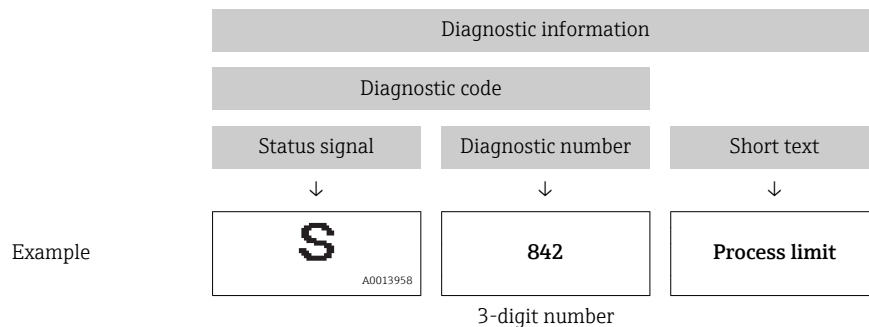 Diagnostic information
Diagnostic code
Status signal Diagnostic number Short text
↓ ↓ ↓
Example S 842 Process limit
A0013958
3-digit number